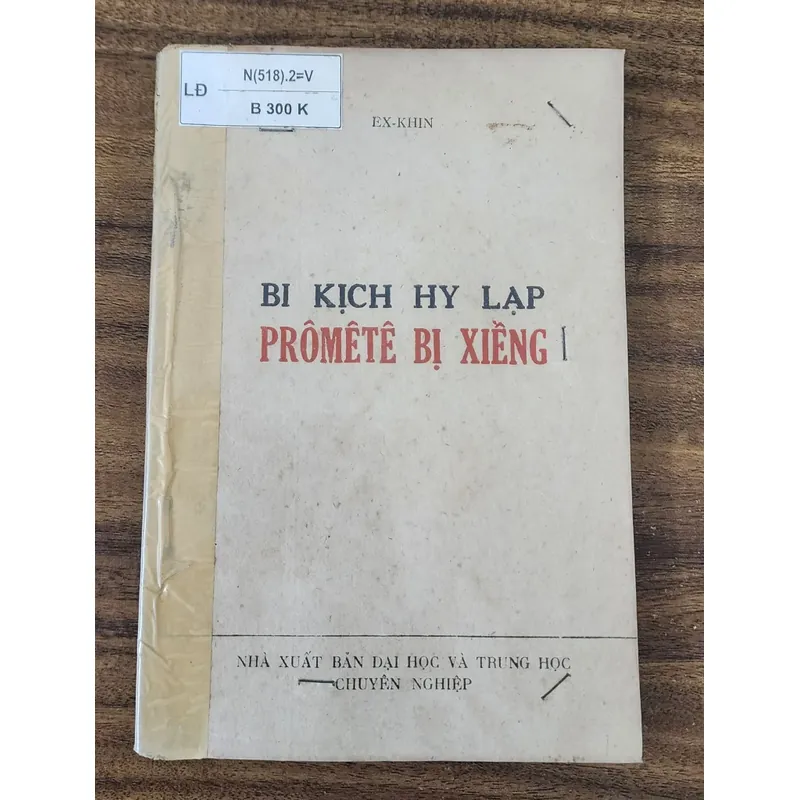 LĐ
N(518).2=V
B 300 K
EX-KHIN
BI KỊCH HY LẠP
PRÔMÊTÊ BỊ XIỀNG
NHÀ XUẤT BẢN ĐẠI HỌC VÀ TRUNG HỌC
CHUYÊN NGHIỆP